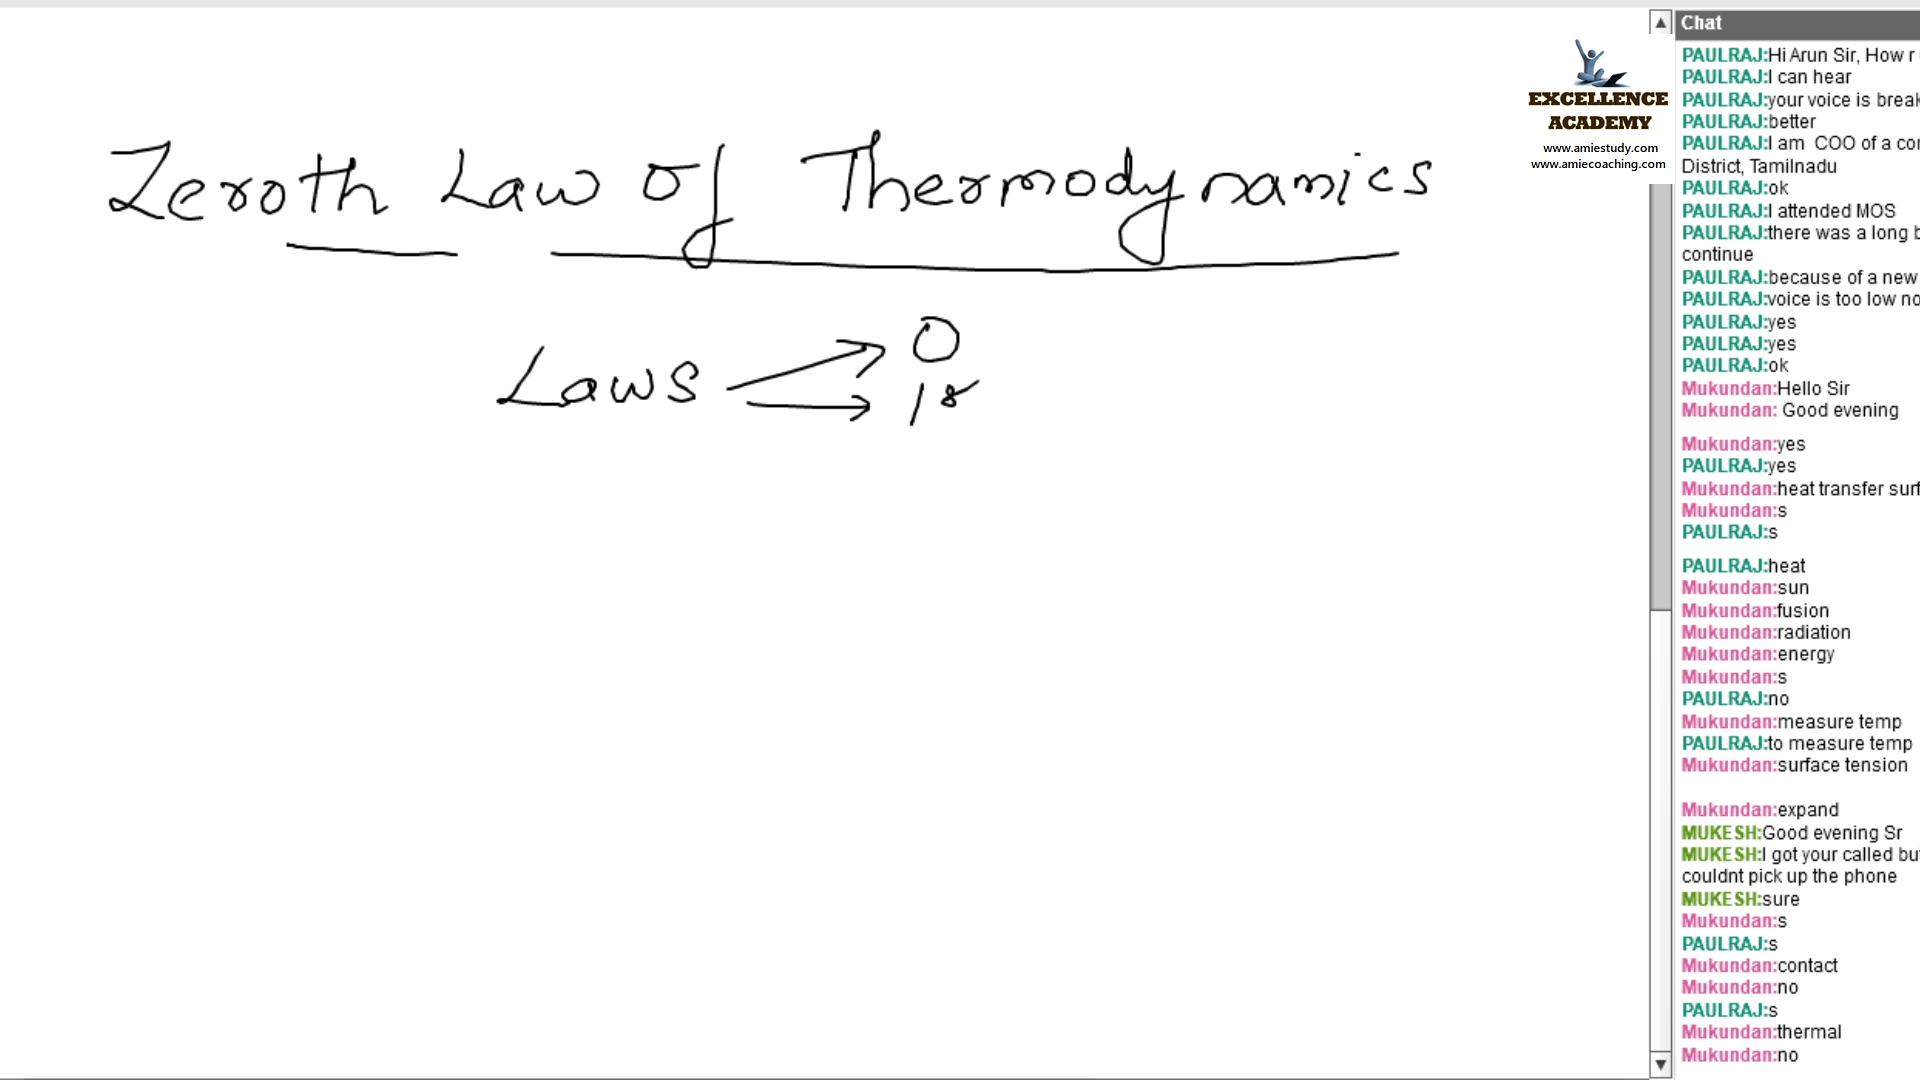 Zeroth Law of Thermodynamics
Laws
0
EXCELLENCE
ACADEMY
www.amiestudy.com
www.amiecoaching.com
Chat
PAULRAJ:Hi Arun Sir, How r
PAULRAJ:I can hear
PAULRAJ:your voice is break
PAULRAJ:better
PAULRAJ:I am COO of a co
District, Tamilnadu
PAULRAJ:ok
PAULRAJ:I attended MOS
PAULRAJ:there was a long b
continue
PAULRAJ:because of a new
PAULRAJ:voice is too low no
PAULRAJ:yes
PAULRAJ:yes
PAULRAJ:ok
Mukundan:Hello Sir
Mukundan: Good evening
Mukundan:yes
PAULRAJ:yes
Mukundan:heat transfer surf
Mukundan:s
PAULRAJ:s
PAULRAJ:heat
Mukundan:sun
Mukundan:fusion
Mukundan:radiation
Mukundan:energy
Mukundan:s
PAULRAJ:no
Mukundan:measure temp
PAULRAJ:to measure temp
Mukundan:surface tension
Mukundan:expand
MUKESH:Good evening Sr
MUKESH:I got your called bu
couldnt pick up the phone
MUKESH:sure
Mukundan:s
PAULRAJ:s
Mukundan:contact
Mukundan:no
PAULRAJ:s
Mukundan:thermal
Mukundan:no